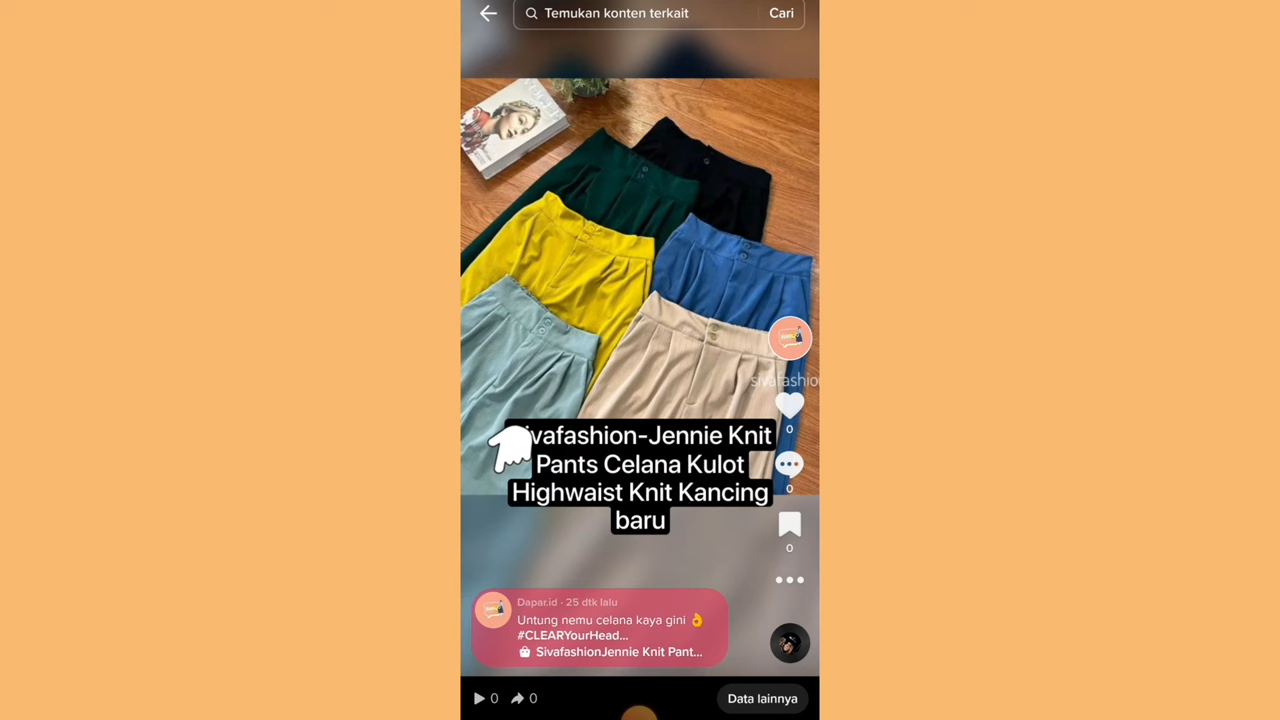 Temukan konten terkait
Cari
sivafashion
0
ivafashion-Jennie Knit
Pants Celana Kulot
Highwaist Knit Kancing
baru
0
0
Dapar.id · 25 dtk lalu
Untung nemu celana kaya gini 👌
#CLEARYourHead...
SivafashionJennie Knit Pant...
0
0
Data lainnya